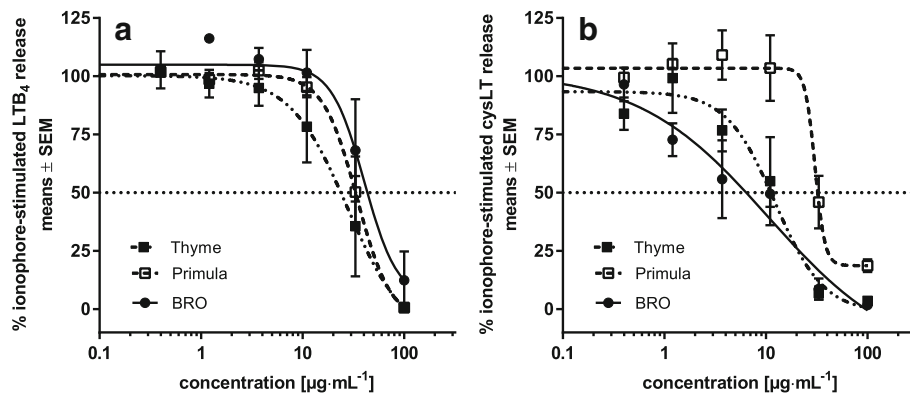 a
% ionophore-stimulated LTB4 release
means ± SEM
125
100
75
50
25
0
Thyme
Primula
BRO
0.1 1 10 100
concentration [µg·mL-1]
b
% ionophore-stimulated cysLT release
means ± SEM
125
100
75
50
25
0
Thyme
Primula
BRO
0.1 1 10 100
concentration [µg·mL-1]